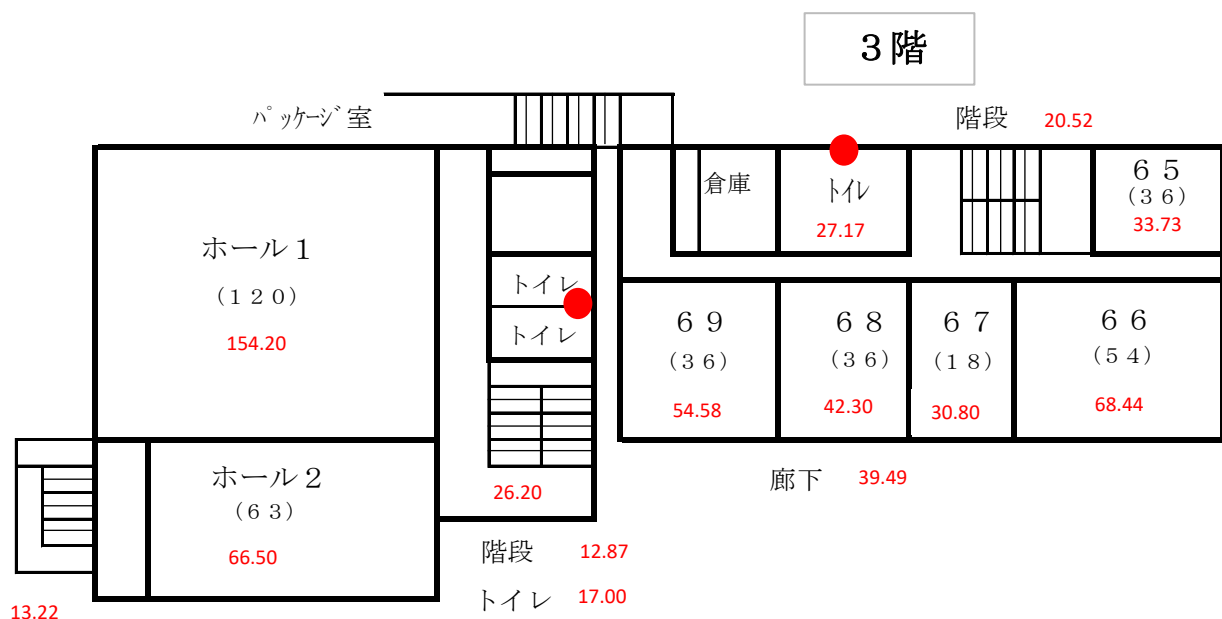 ３階
ﾊﾟｯｹｰｼﾞ室
階段 20.52
ホール１
（１２０）
154.20
トイレ
トイレ
倉庫
ﾄｲﾚ
27.17
６５
（３６）
33.73
６９
（３６）
54.58
６８
（３６）
42.30
６７
（１８）
30.80
６６
（５４）
68.44
ホール２
（６３）
66.50
26.20
廊下 39.49
階段 12.87
トイレ 17.00
13.22